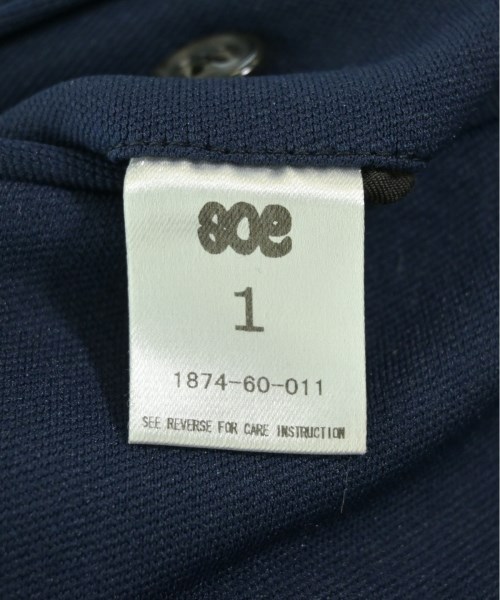 soe
1
1874-60-011
SEE REVERSE FOR CARE INSTRUCTION